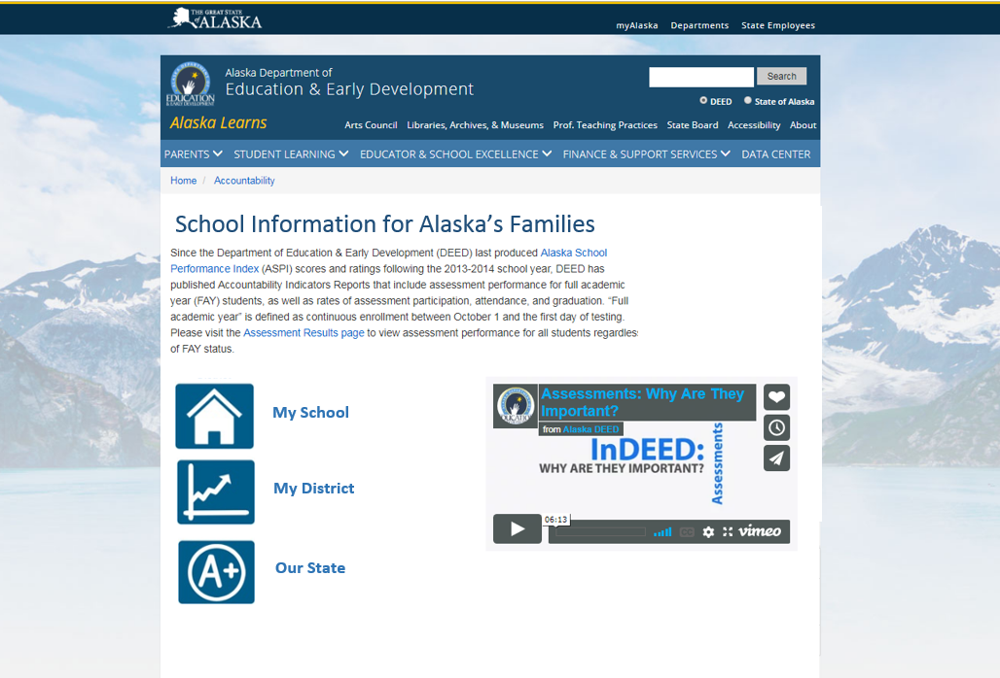 THE GREAT STATE
of ALASKA
myAlaska Departments State Employees
EDUCATION
Alaska Department of
Education & Early Development
Search
DEED State of Alaska
Alaska Learns
Arts Council Libraries, Archives, & Museums Prof. Teaching Practices State Board Accessibility About
PARENTS STUDENT LEARNING EDUCATOR & SCHOOL EXCELLENCE FINANCE & SUPPORT SERVICES DATA CENTER
Home / Accountability
School Information for Alaska’s Families
Since the Department of Education & Early Development (DEED) last produced Alaska School
Performance Index (ASPI) scores and ratings following the 2013-2014 school year, DEED has
published Accountability Indicators Reports that include assessment performance for full academic
year (FAY) students, as well as rates of assessment participation, attendance, and graduation. “Full
academic year” is defined as continuous enrollment between October 1 and the first day of testing.
Please visit the Assessment Results page to view assessment performance for all students regardless
of FAY status.
My School
My District
A+
Our State
Assessments: Why Are They
Important?
from Alaska DEED
InDEED:
WHY ARE THEY IMPORTANT?
Assessments
06:13
CC
vimeo